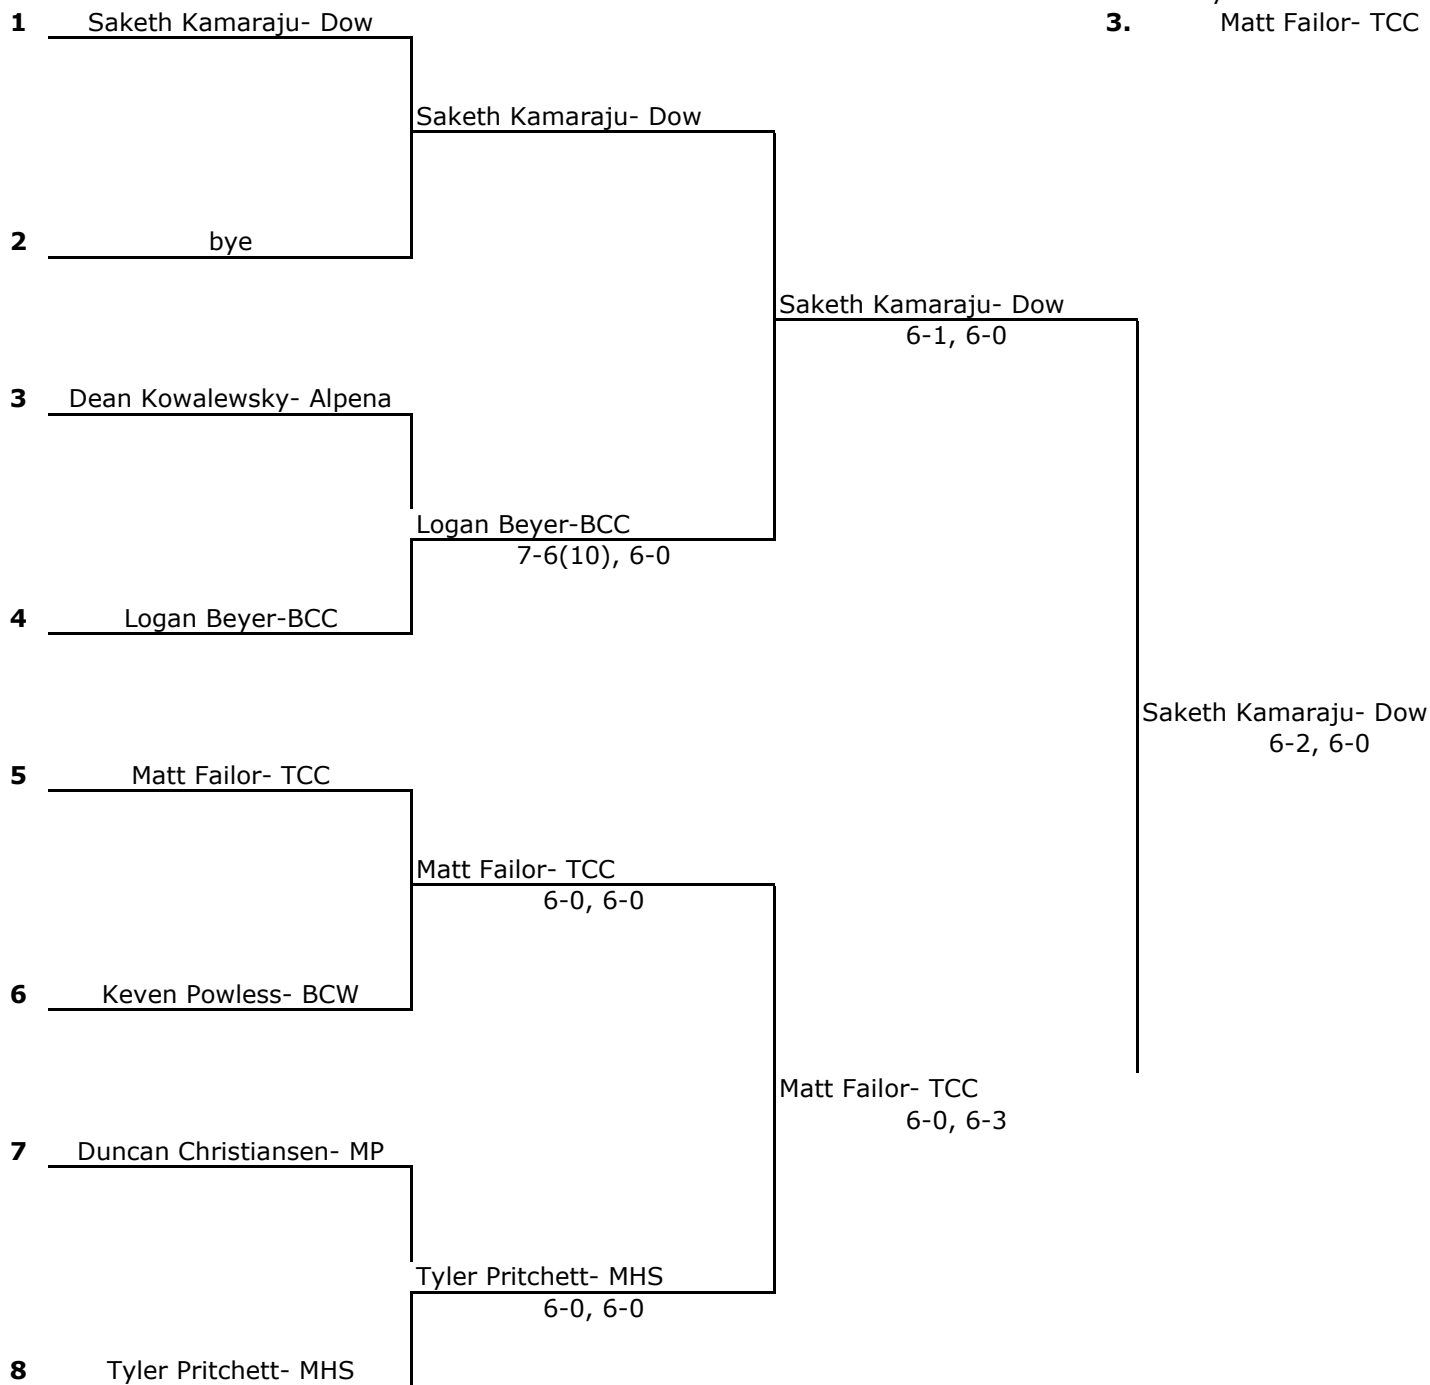 1 Saketh Kamaraju- Dow
3. Matt Failor- TCC
Saketh Kamaraju- Dow
2 bye
Saketh Kamaraju- Dow
6-1, 6-0
3 Dean Kowalewsky- Alpena
Logan Beyer-BCC
7-6(10), 6-0
4 Logan Beyer-BCC
Saketh Kamaraju- Dow
6-2, 6-0
5 Matt Failor- TCC
Matt Failor- TCC
6-0, 6-0
6 Keven Powless- BCW
Matt Failor- TCC
6-0, 6-3
7 Duncan Christiansen- MP
Tyler Pritchett- MHS
6-0, 6-0
8 Tyler Pritchett- MHS